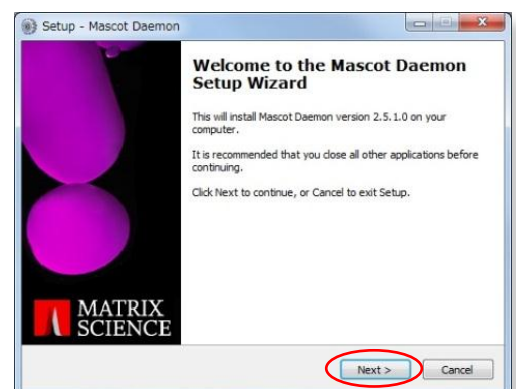 Setup - Mascot Daemon
Welcome to the Mascot Daemon
Setup Wizard
This will install Mascot Daemon version 2.5.1.0 on your
computer.
It is recommended that you close all other applications before
continuing.
Click Next to continue, or Cancel to exit Setup.
MATRIX
SCIENCE
Next >
Cancel